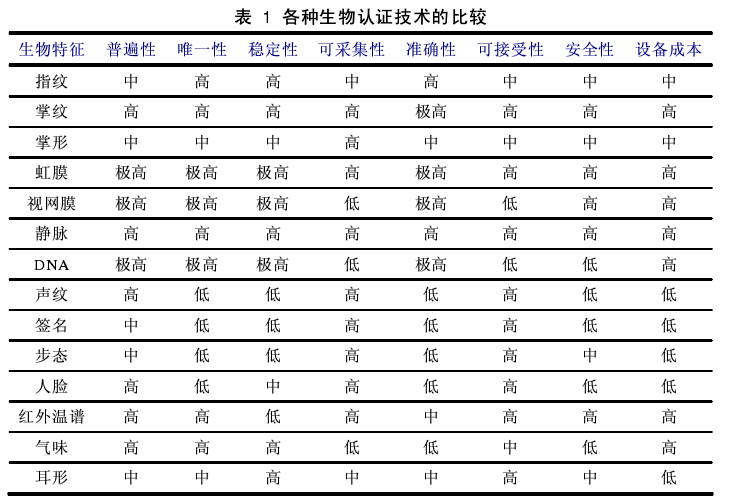 表 1 各种生物认证技术的比较
生物特征 普遍性 唯一性 稳定性 可采集性 准确性 可接受性 安全性 设备成本
指纹 中 高 高 中 高 中 中 中
掌纹 高 高 高 高 极高 高 高 高
掌形 中 中 中 高 中 中 中 中
虹膜 极高 极高 极高 高 极高 高 高 高
视网膜 极高 极高 极高 低 极高 低 高 高
静脉 高 高 高 高 高 高 高 高
DNA 极高 极高 极高 低 极高 低 低 高
声纹 高 低 低 高 低 高 低 低
签名 中 低 低 高 低 高 低 低
步态 中 低 低 高 低 高 中 低
人脸 高 低 中 高 低 高 低 低
红外温谱 高 高 低 高 中 高 高 高
气味 高 高 高 低 低 中 低 高
耳形 中 中 高 中 中 高 中 低